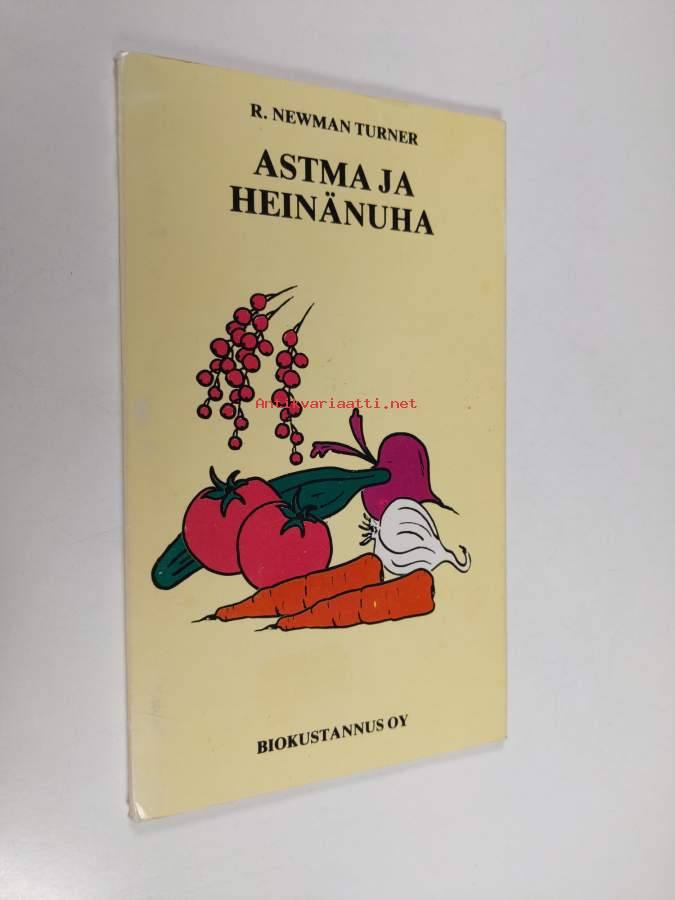 R. NEWMAN TURNER
ASTMA JA
HEINÄNUHA
Antikvariaatti.net
BIOKUSTANNUS OY